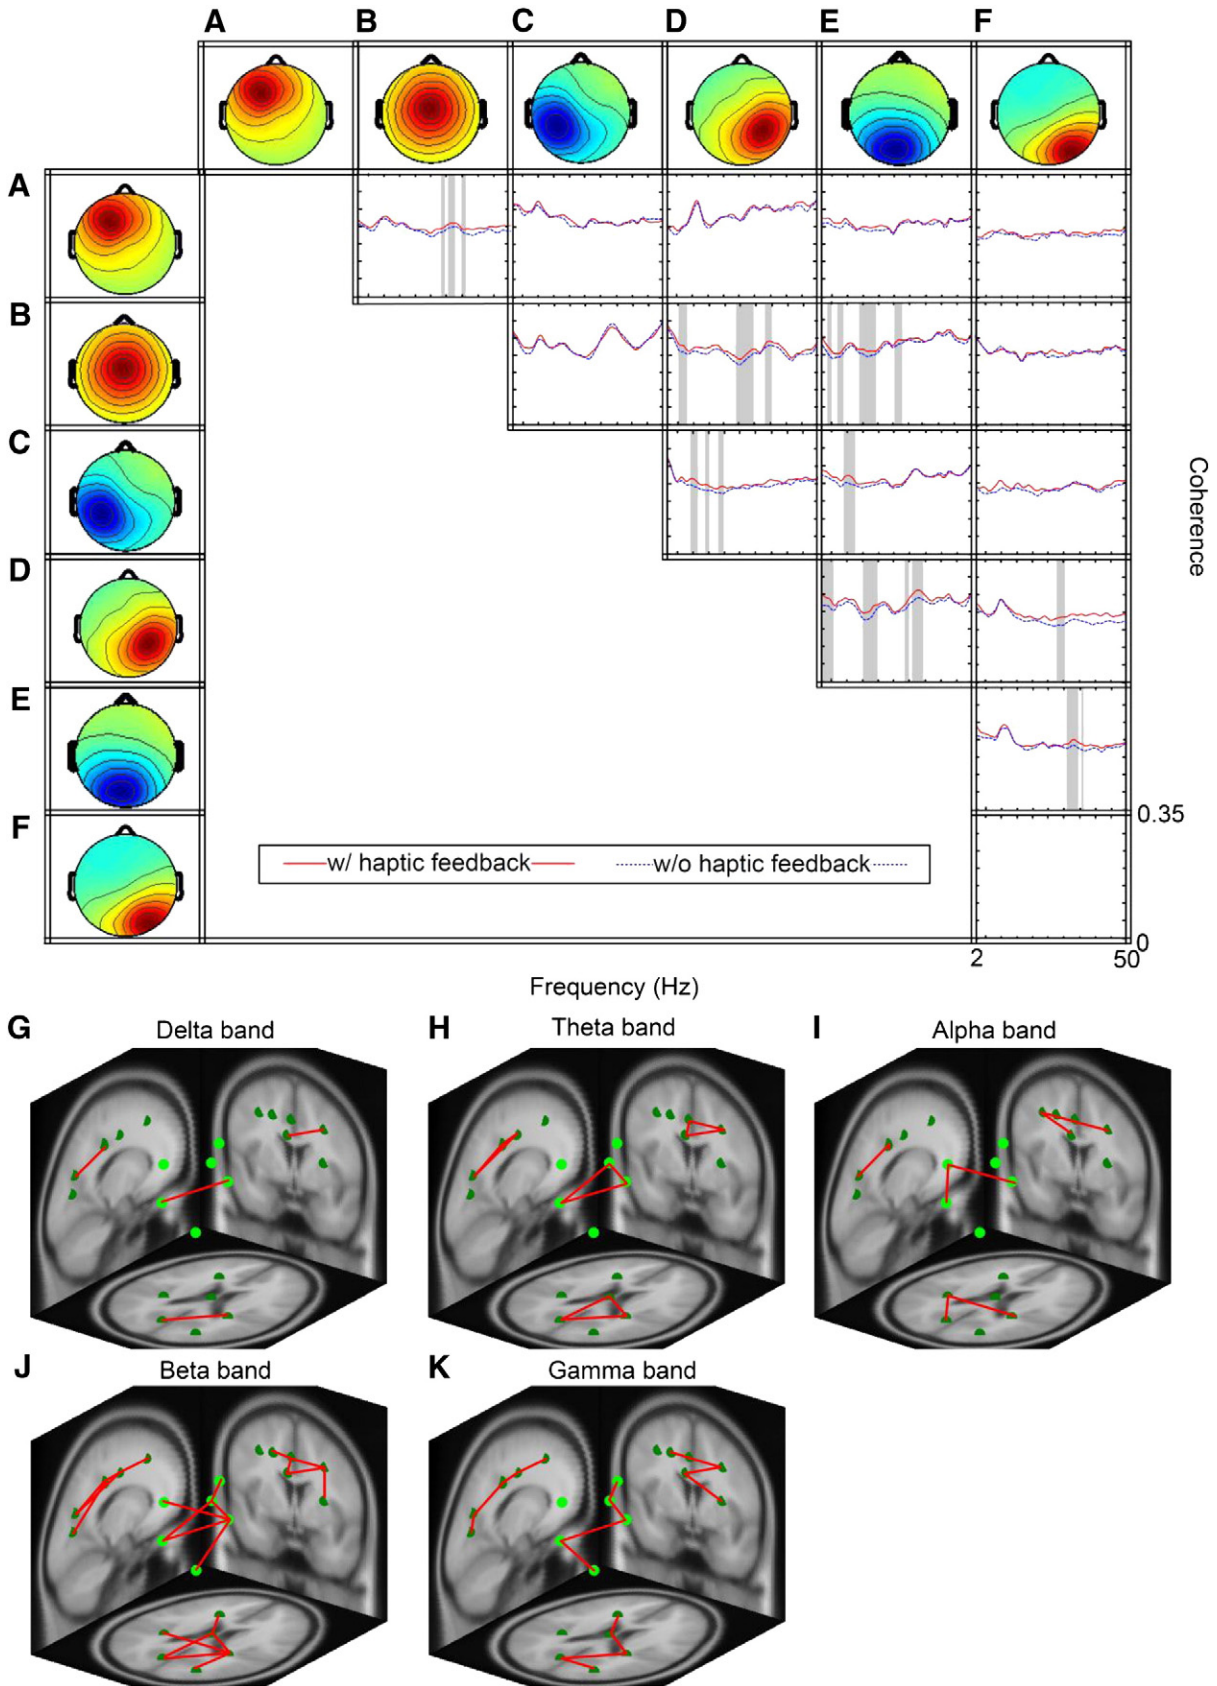 A B C D E F
A
B
C
D
E
F
Coherence
0.35
w/ haptic feedback w/o haptic feedback
0
2 50
Frequency (Hz)
G Delta band H Theta band I Alpha band
J Beta band K Gamma band